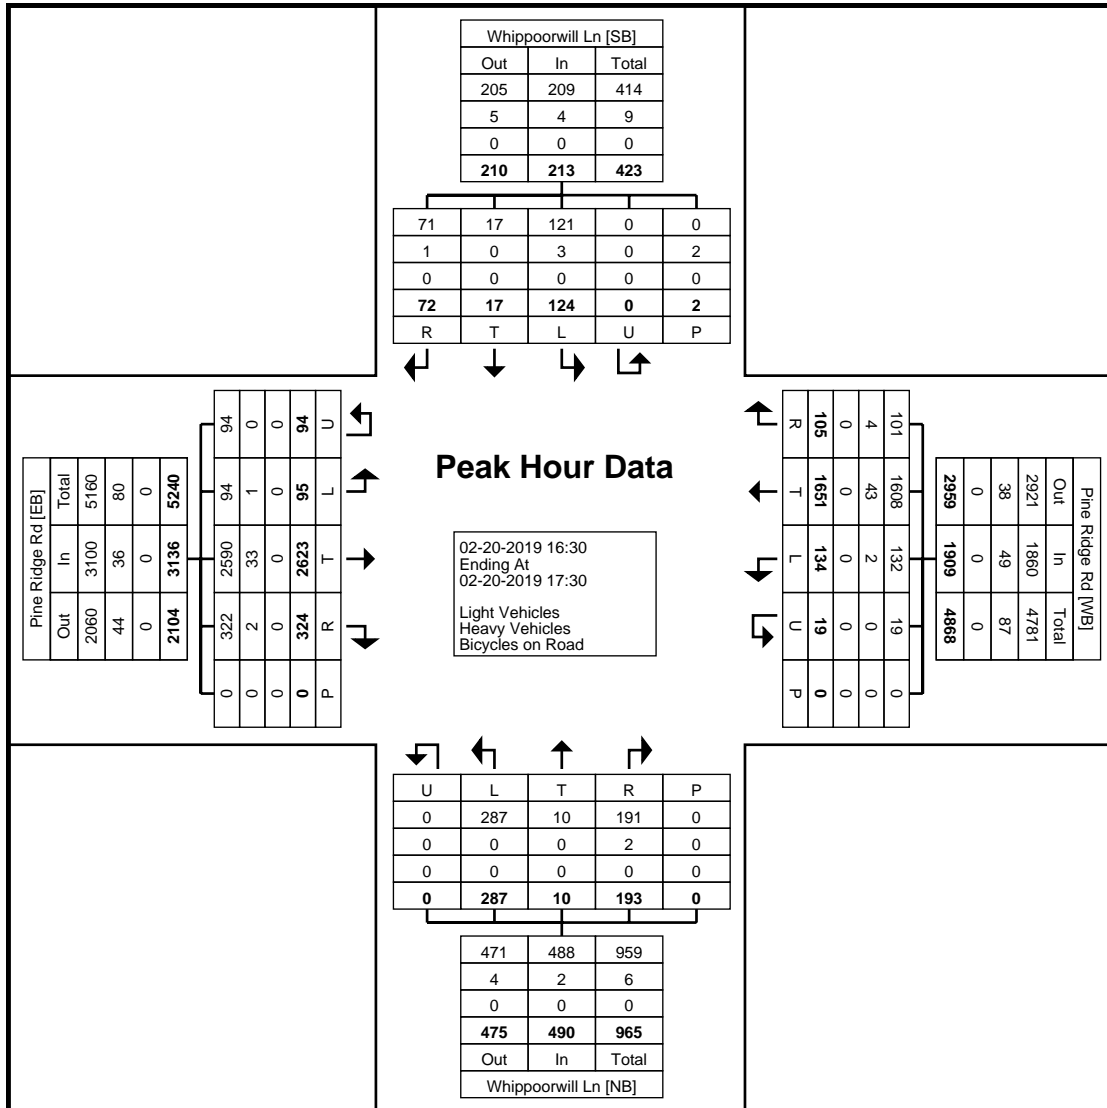 Whippoorwill Ln [SB]
Out In Total
205 209 414
5 4 9
0 0 0
210 213 423
71 17 121 0 0
1 0 3 0 2
0 0 0 0 0
72 17 124 0 2
R T L U P
Pine Ridge Rd [EB]
Out In Total
2060 3100 5160
44 36 80
0 0 0
2104 3136 5240
322 2590 94 94
0 2 33 1 0
0 0 0 0 0
0 324 2623 95 94
P R T L U
Peak Hour Data
02-20-2019 16:30
Ending At
02-20-2019 17:30
Light Vehicles
Heavy Vehicles
Bicycles on Road
Pine Ridge Rd [WB]
Out In Total
2921 1860 4781
38 49 87
0 0 0
2959 1909 4868
101 1608 132 19 0
4 43 2 0 0
0 0 0 0 0
105 1651 134 19 0
R T L U P
U L T R P
0 287 10 191 0
0 0 0 2 0
0 0 0 0 0
0 287 10 193 0
471 488 959
4 2 6
0 0 0
475 490 965
Out In Total
Whippoorwill Ln [NB]